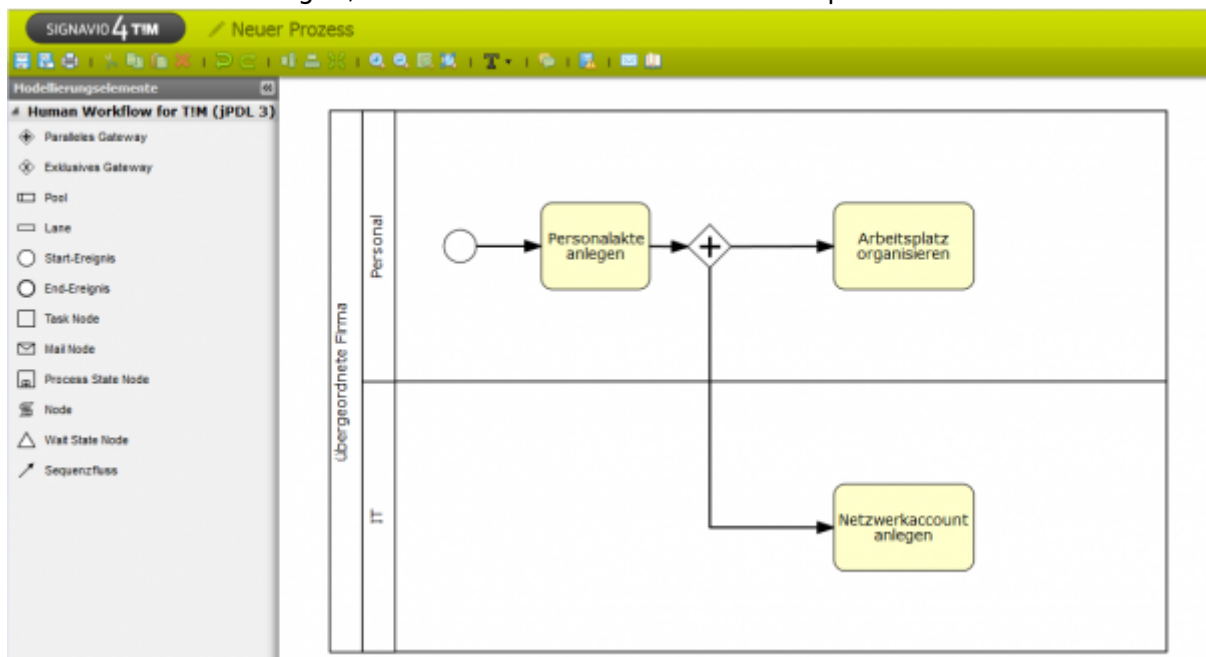 SIGNAVIO 4 T!M
Neuer Prozess
Modellierungselemente
Human Workflow for T!M (jPDL 3)
Paralleles Gateway
Exklusives Gateway
Pool
Lane
Start-Ereignis
End-Ereignis
Task Node
Mail Node
Process State Node
Node
Wait State Node
Sequenzfluss
Übergeordnete Firma
Personal
Personalakte
anlegen
Arbeitsplatz
organisieren
IT
Netzwerkaccount
anlegen